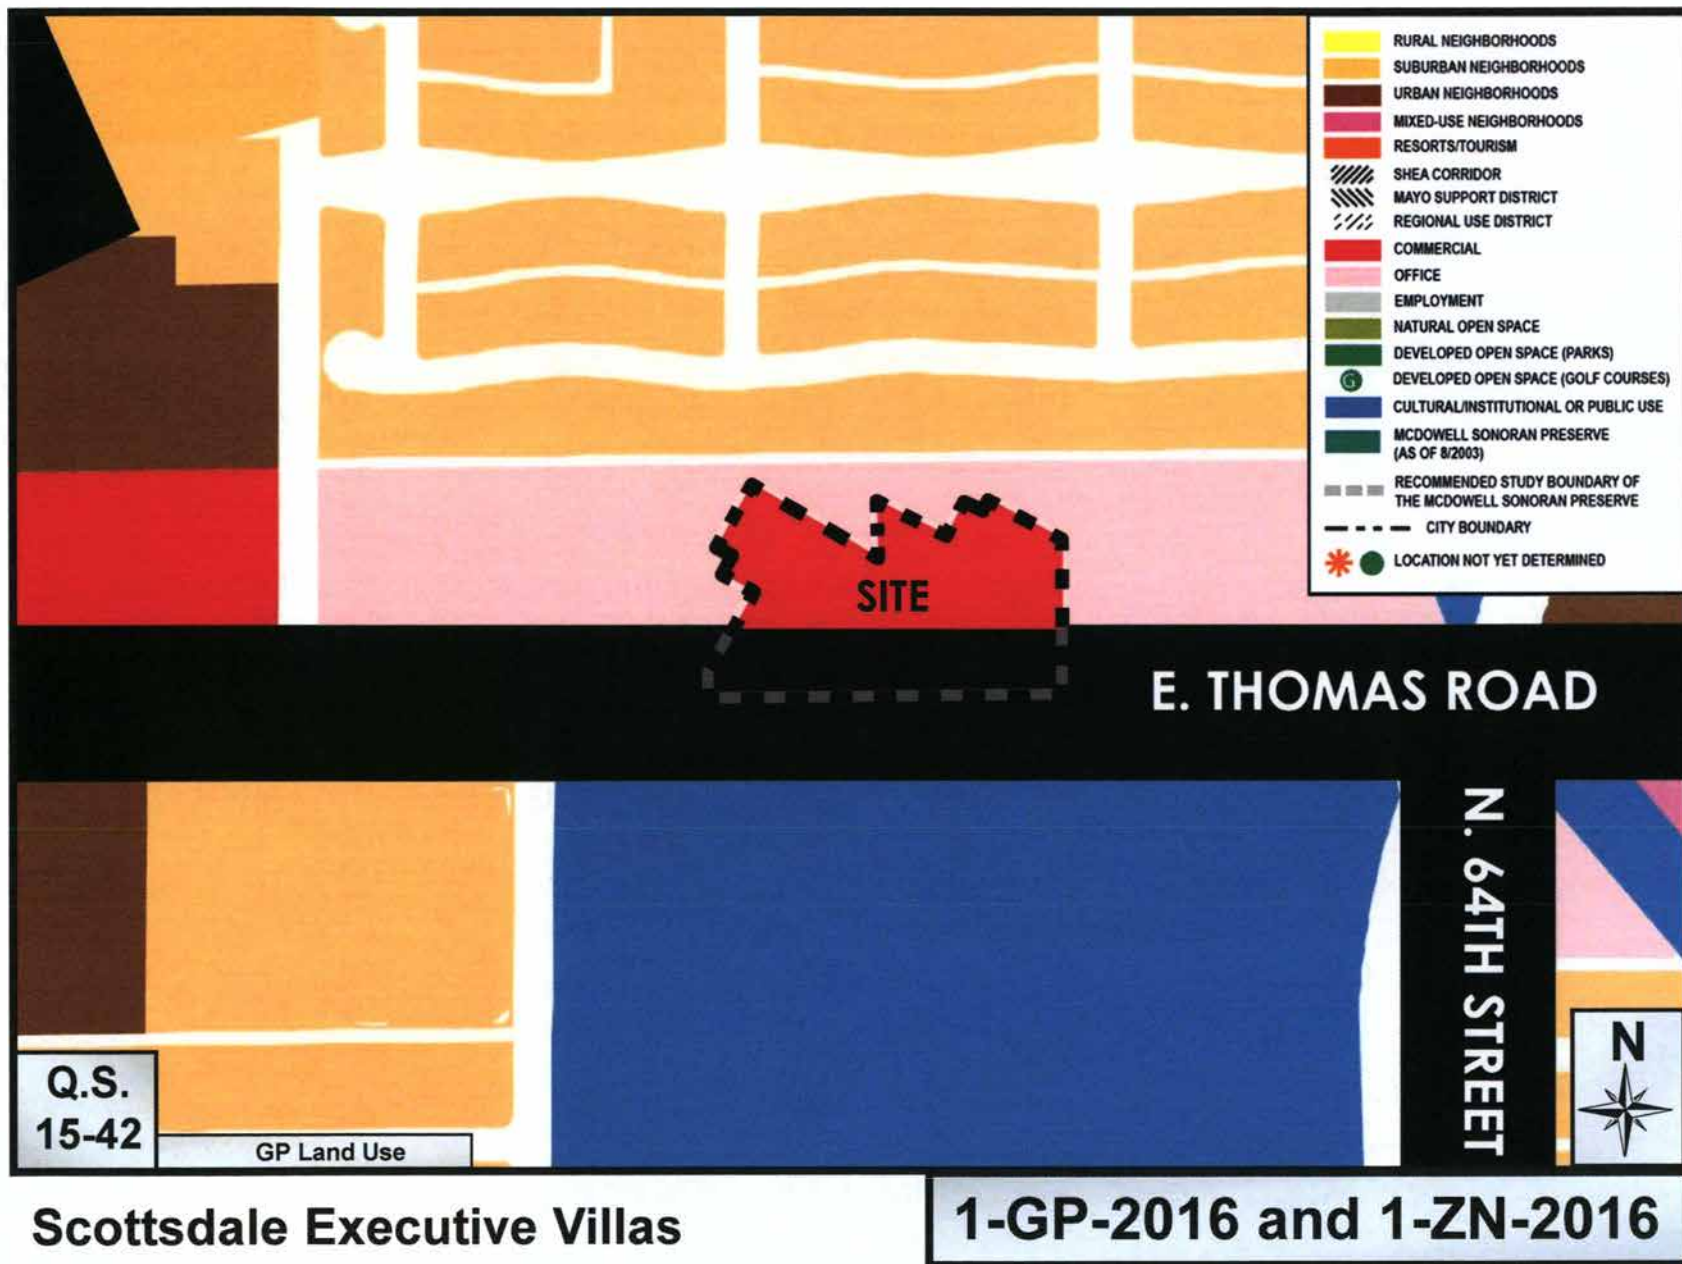 RURAL NEIGHBORHOODS
SUBURBAN NEIGHBORHOODS
URBAN NEIGHBORHOODS
MIXED-USE NEIGHBORHOODS
RESORTS/TOURISM
SHEA CORRIDOR
MAYO SUPPORT DISTRICT
REGIONAL USE DISTRICT
COMMERCIAL
OFFICE
EMPLOYMENT
NATURAL OPEN SPACE
DEVELOPED OPEN SPACE (PARKS)
G DEVELOPED OPEN SPACE (GOLF COURSES)
CULTURAL/INSTITUTIONAL OR PUBLIC USE
MCDOWELL SONORAN PRESERVE
(AS OF 8/2003)
RECOMMENDED STUDY BOUNDARY OF
THE MCDOWELL SONORAN PRESERVE
CITY BOUNDARY
LOCATION NOT YET DETERMINED
SITE
E. THOMAS ROAD
N. 64TH STREET
N
Q.S.
15-42
GP Land Use
Scottsdale Executive Villas
1-GP-2016 and 1-ZN-2016